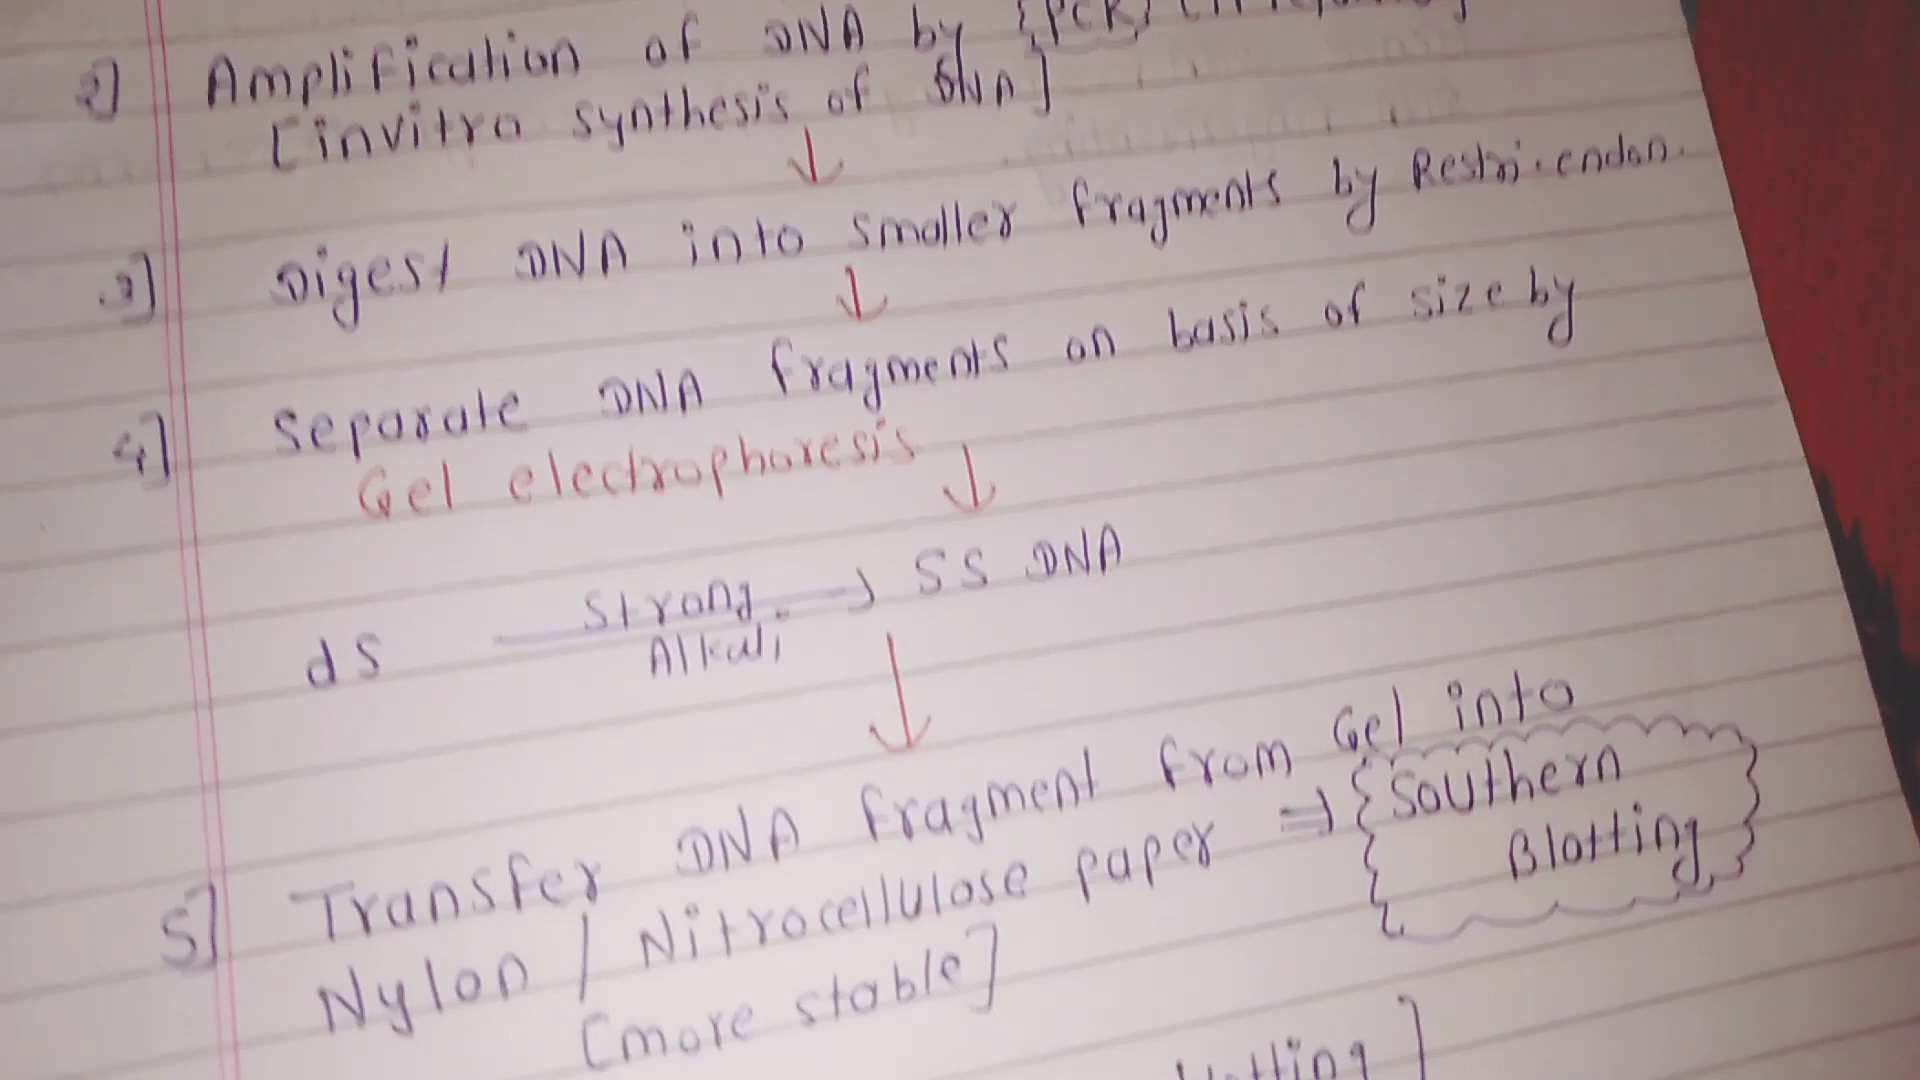 2] Amplification of DNA by {PCR}
[invitro synthesis of DNA]
↓
3] Digest DNA into smaller fragments by Restri. endon.
↓
4] Separate DNA fragments on basis of size by
Gel electrophoresis
↓
ds Strong Alkali → SS DNA
↓
5] Transfer DNA fragment from Gel into
Nylon / Nitrocellulose paper ⇒ {Southern
Blotting
[more stable]